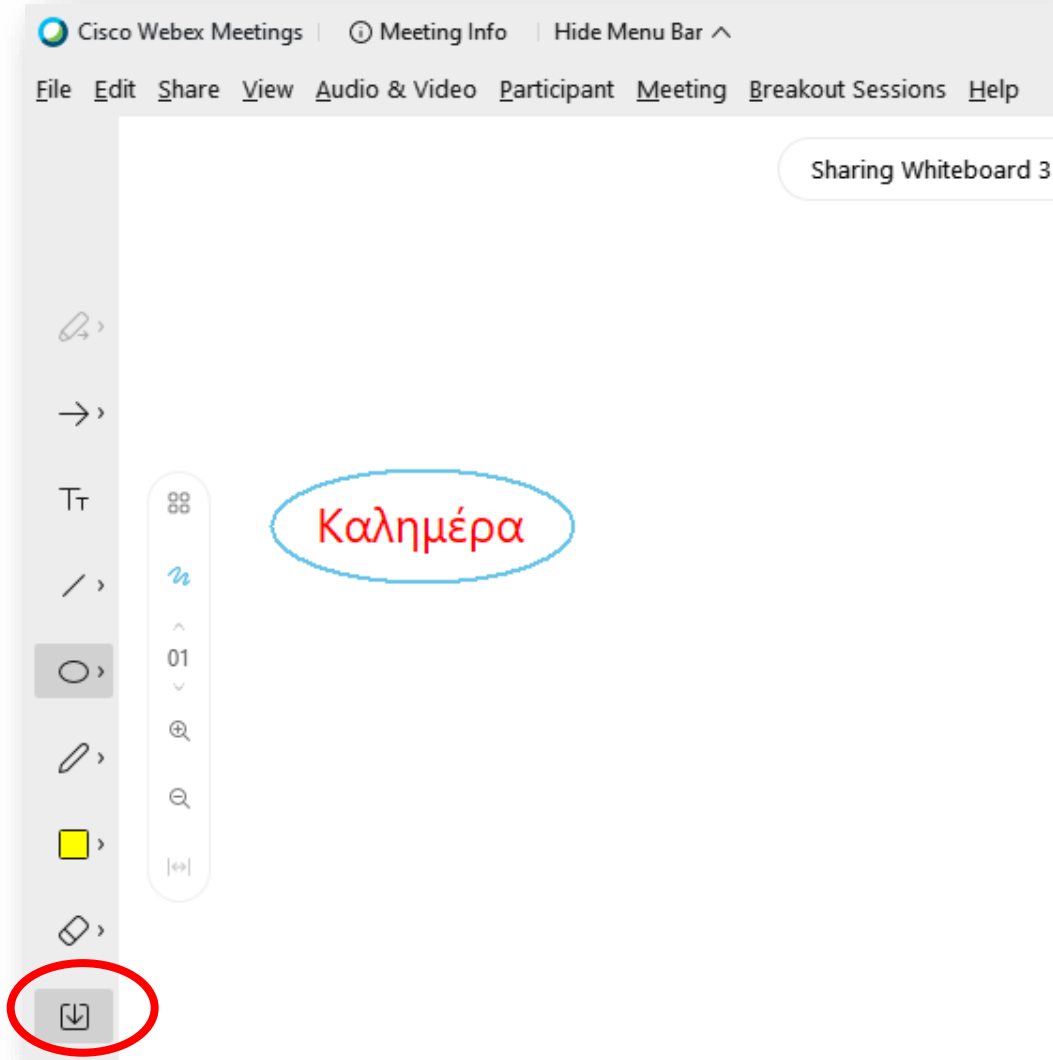 Cisco Webex Meetings Meeting Info Hide Menu Bar
File Edit Share View Audio & Video Participant Meeting Breakout Sessions Help
Sharing Whiteboard 3
Tт
Καλημέρα
01